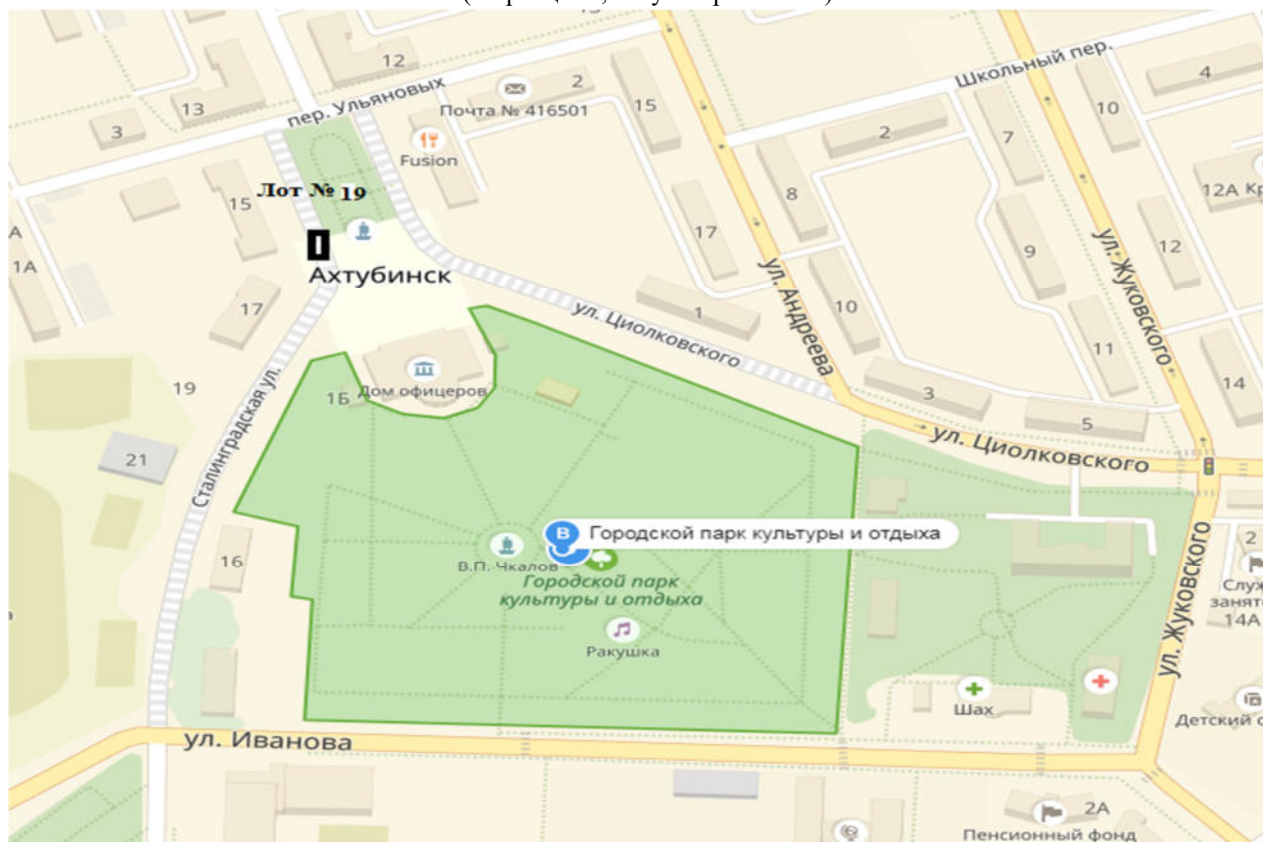 12
13
3
пер. Ульяновых
2
Почта № 416501
15
Школьный пер.
4
10
7
2
Fusion
Лот № 19
15
8
12А
17
9
12
1А
Ахтубинск
17
1
ул. Циолковского
ул. Андреева
10
ул. Жуковского
11
14
Дом офицеров
1Б
19
3
5
ул. Циолковского
21
Сталинградская ул.
В
Городской парк культуры и отдыха
В.П. Чкалов
Городской парк
культуры и отдыха
16
Ракушка
2
14А
ул. Жуковского
Шах
Детский
ул. Иванова
2А
Пенсионный фонд